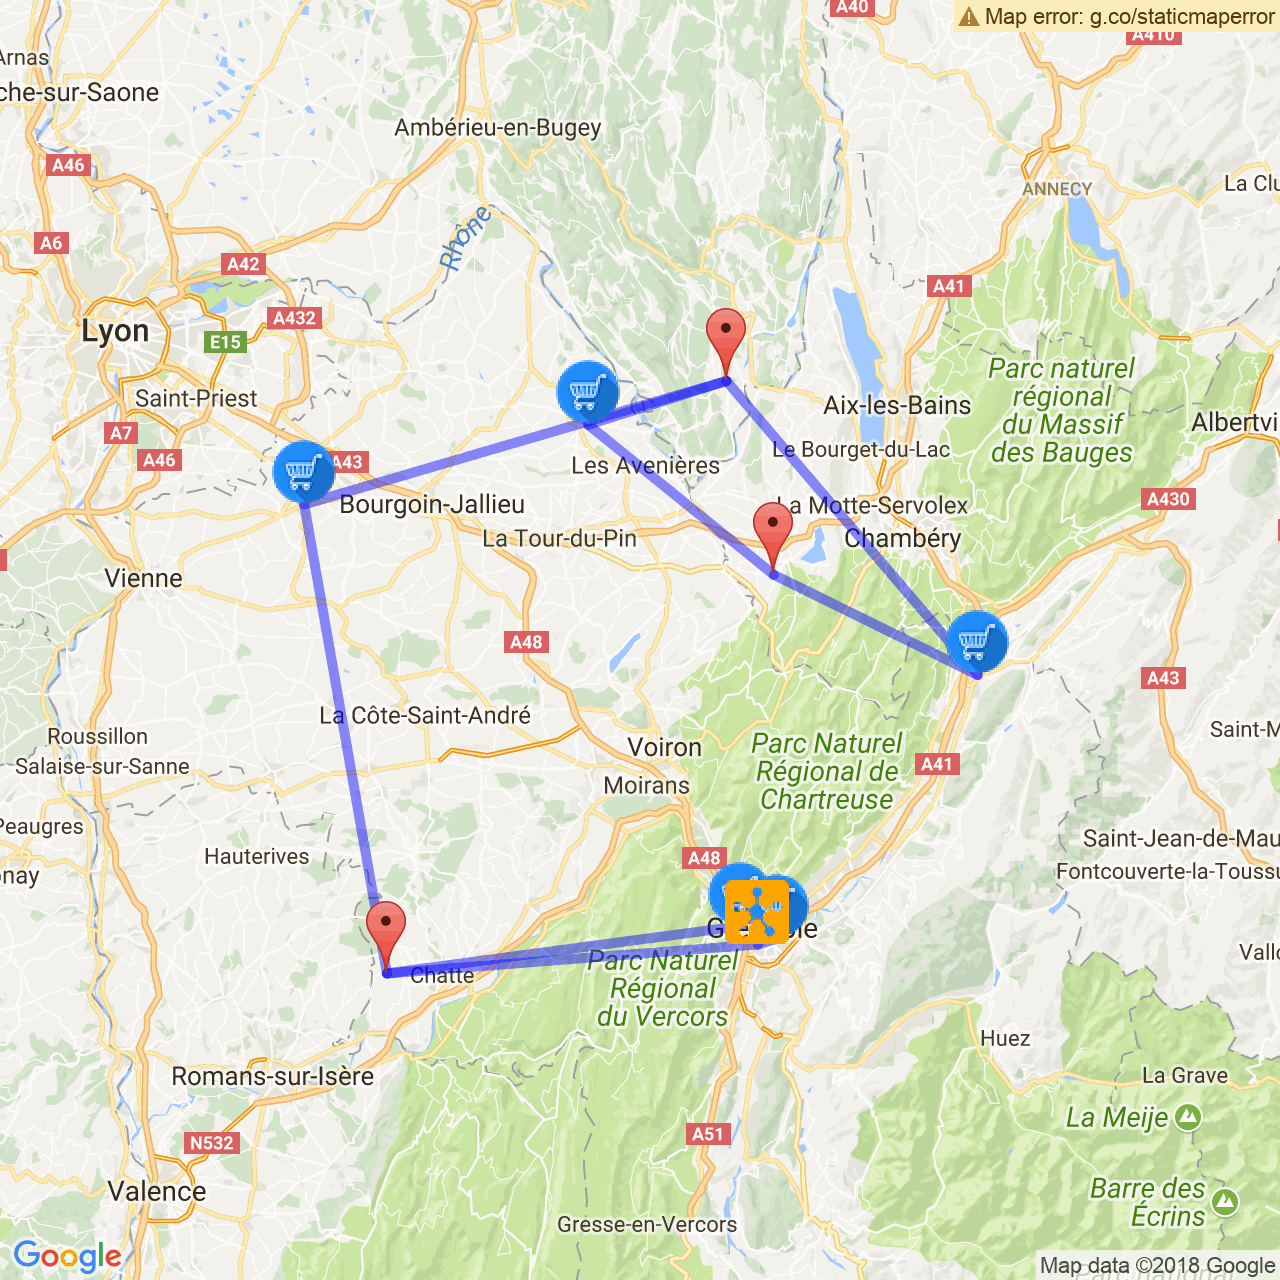 A40
Map error: g.co/staticmaperror
A410
Arnas
che-sur-Saone
Ambérieu-en-Bugey
A46
ANNECY
La Clu
Rhône
A6
A42
A41
A432
Lyon
E15
Parc naturel
régional
du Massif
des Bauges
Saint-Priest
Aix-les-Bains
Albertvi
A7
A46
A43
Les Avenières
Le Bourget-du-Lac
Bourgoin-Jallieu
La Motte-Servolex
A430
La Tour-du-Pin
Chambéry
Vienne
A48
A43
La Côte-Saint-André
Roussillon
Salaise-sur-Sanne
Voiron
Moirans
Parc Naturel
Régional de
Chartreuse
A41
Saint-M
Peaugres
Saint-Jean-de-Mau
Hauterives
A48
nay
Fontcouverte-la-Toussu
Chatte
Parc Naturel
Régional
du Vercors
Vallo
Huez
Romans-sur-Isère
La Grave
La Meije
N532
A51
Valence
Barre des
Écrins
Gresse-en-Vercors
Google
Map data ©2018 Google